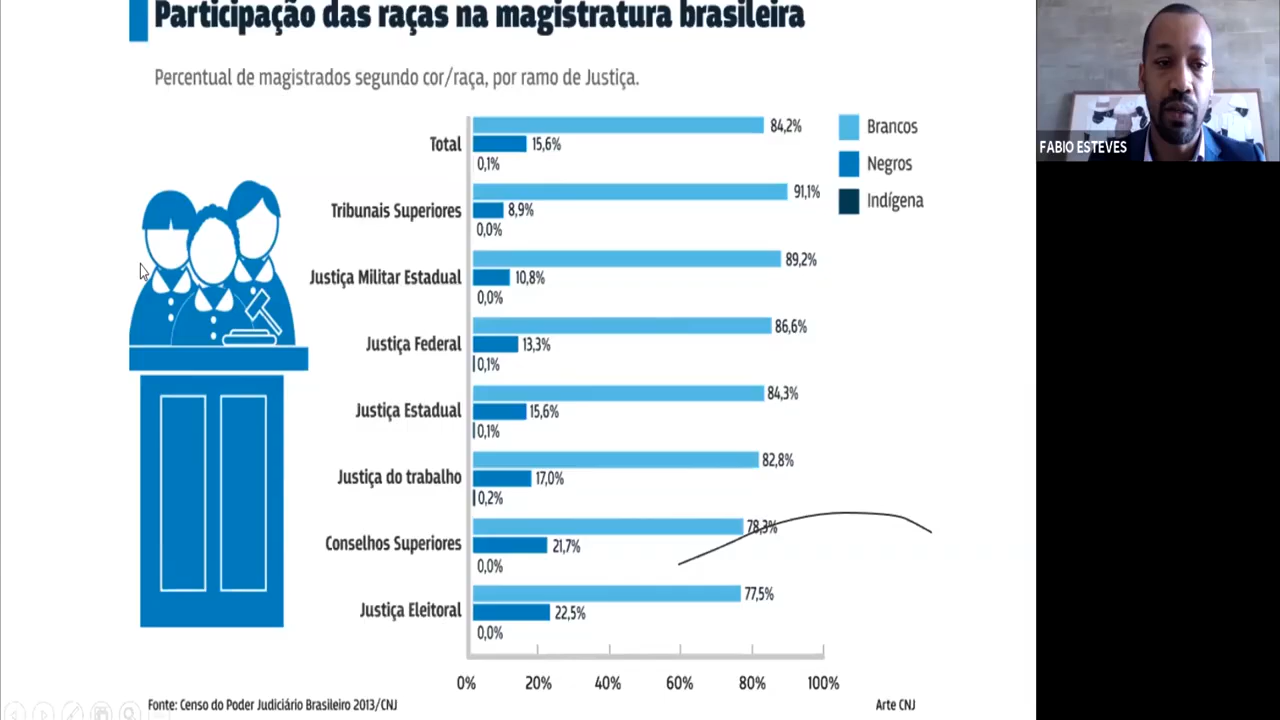 Participação das raças na magistratura brasileira
Percentual de magistrados segundo cor/raça, por ramo de Justiça.
FABIO ESTEVES
Brancos
Negros
Indígena
Total
84,2%
15,6%
0,1%
Tribunais Superiores
91,1%
8,9%
0,0%
Justiça Militar Estadual
89,2%
10,8%
0,0%
Justiça Federal
86,6%
13,3%
0,1%
Justiça Estadual
84,3%
15,6%
0,1%
Justiça do trabalho
82,8%
17,0%
0,2%
Conselhos Superiores
78,3%
21,7%
0,0%
Justiça Eleitoral
77,5%
22,5%
0,0%
0% 20% 40% 60% 80% 100%
Fonte: Censo do Poder Judiciário Brasileiro 2013/CNJ
Arte CNJ